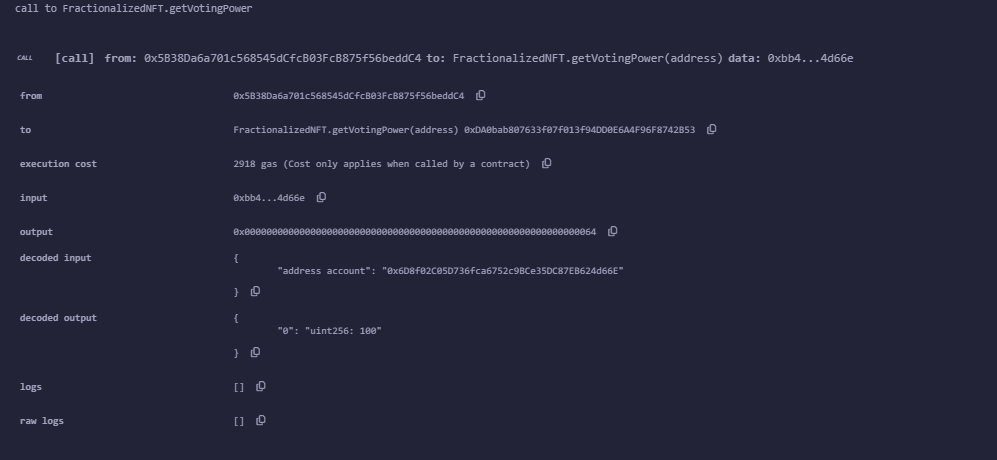 call to FractionalizedNFT.getVotingPower
CALL [call] from: 0x5B38Da6a701c568545dCfcB03FcB875f56beddC4 to: FractionalizedNFT.getVotingPower(address) data: 0xbb4...4d66e
from 0x5B38Da6a701c568545dCfcB03FcB875f56beddC4
to FractionalizedNFT.getVotingPower(address) 0xDA0bab807633f07f013f94DD0E6A4F96F8742B53
execution cost 2918 gas (Cost only applies when called by a contract)
input 0xbb4...4d66e
output 0x0000000000000000000000000000000000000000000000000000000000000064
decoded input {
"address account": "0x6D8f02C05D736fca6752c9BCe35DC87EB624d66E"
}
decoded output {
"0": "uint256: 100"
}
logs []
raw logs []